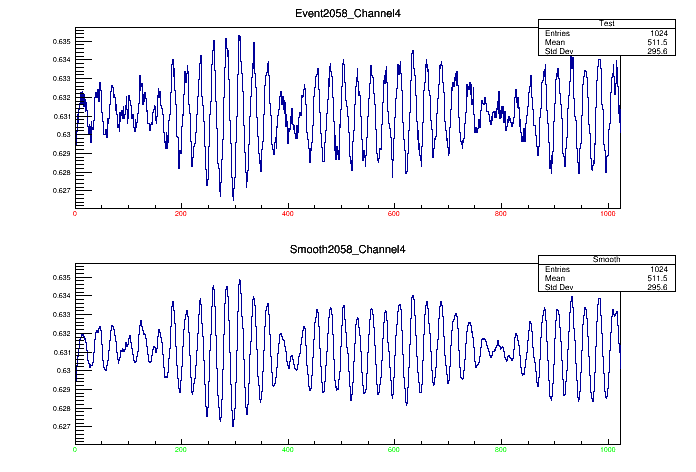 Event2058_Channel4
Test
Entries 1024
Mean 511.5
Std Dev 295.6
0.635
0.634
0.633
0.632
0.631
0.63
0.629
0.628
0.627
0 200 400 600 800 1000
Smooth2058_Channel4
Smooth
Entries 1024
Mean 511.5
Std Dev 295.6
0.635
0.634
0.633
0.632
0.631
0.63
0.629
0.628
0.627
0 200 400 600 800 1000